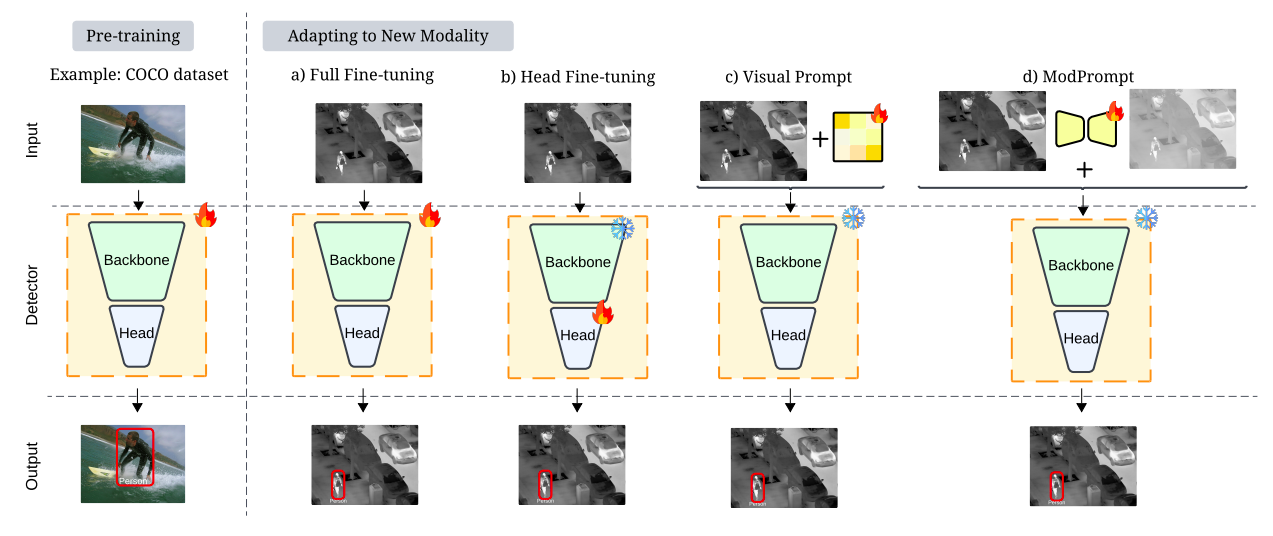 Pre-training
Adapting to New Modality
Example: COCO dataset
a) Full Fine-tuning
b) Head Fine-tuning
c) Visual Prompt
d) ModPrompt
Input
+
+
Detector
Backbone
Head
Backbone
Head
Backbone
Head
Backbone
Head
Backbone
Head
Output
Person
Person
Person
Person
Person